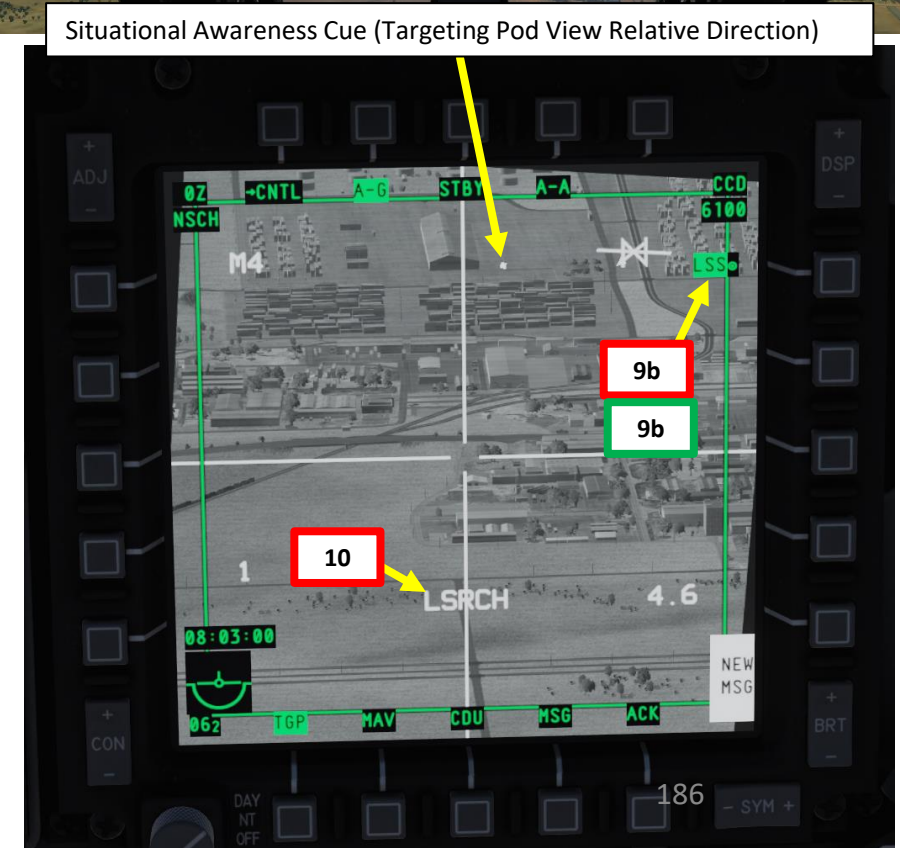 Situational Awareness Cue (Targeting Pod View Relative Direction)
+ ADJ -
+ DSP -
0Z →CNTL A-G STBY A-A CCD
NSCH 6100
M4
LSS
9b
9b
10
1
LSRCH
4.6
08:03:00
NEW
MSG
062 TGP MAV CDU MSG ACK
+ CON -
+ BRT -
DAY
NT
OFF
186
- SYM +